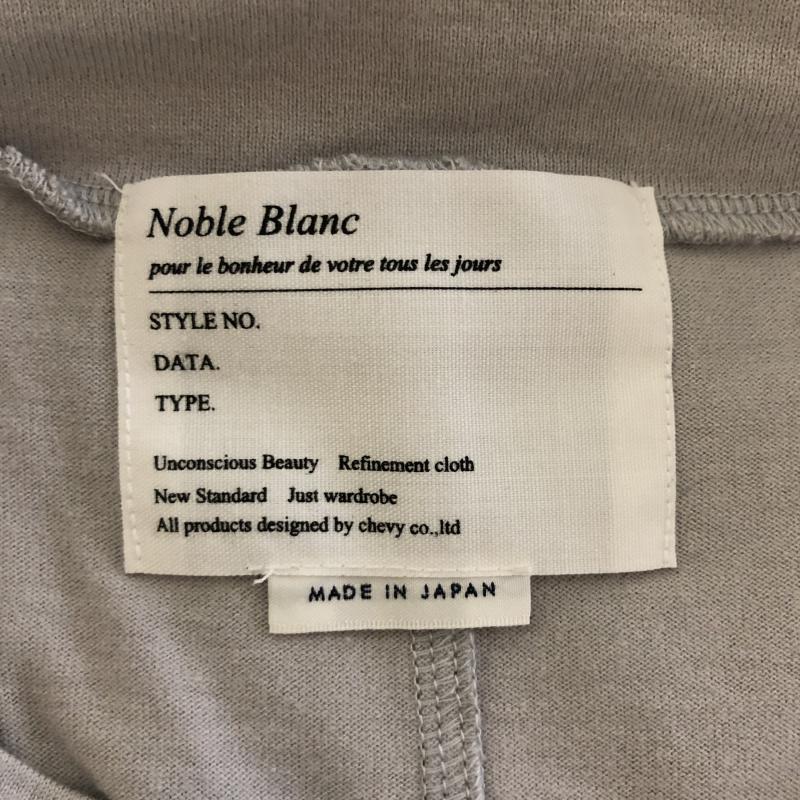 Noble Blanc
pour le bonheur de votre tous les jours
STYLE NO.
DATA.
TYPE.
Unconscious Beauty Refinement cloth
New Standard Just wardrobe
All products designed by chevy co.,ltd
MADE IN JAPAN